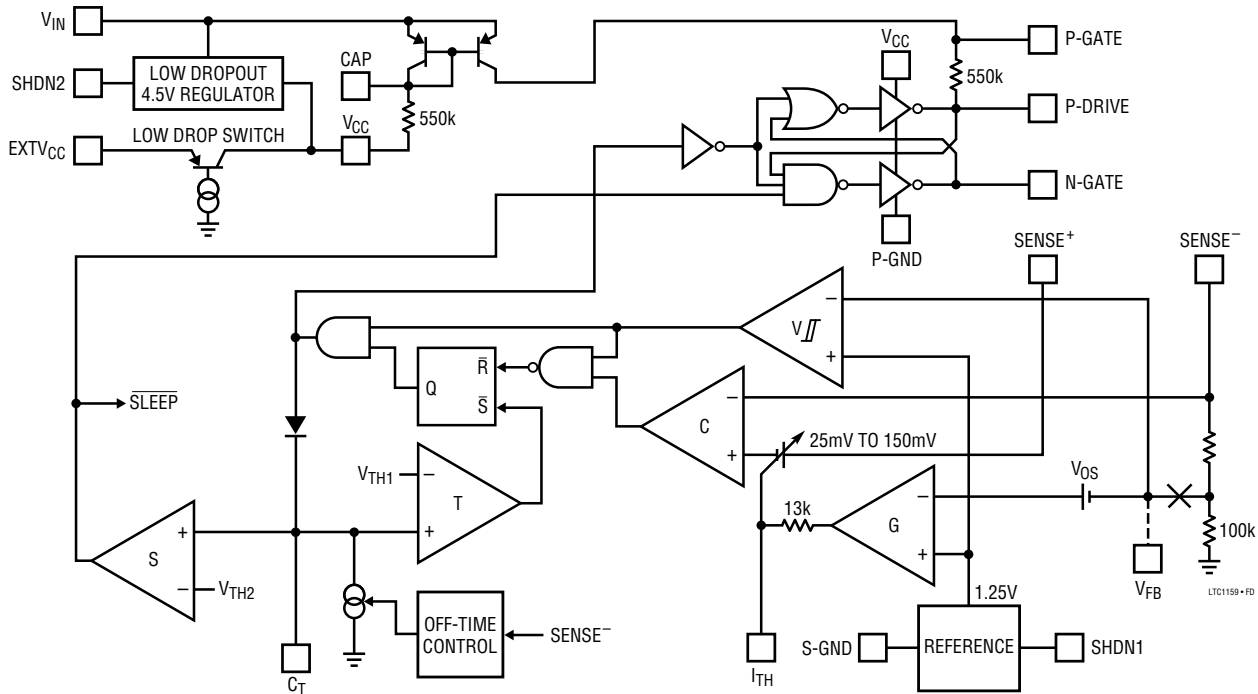 V_IN
SHDN2
LOW DROPOUT
4.5V REGULATOR
CAP
550k
V_CC
LOW DROP SWITCH
EXTV_CC
V_CC
P-GATE
550k
P-DRIVE
N-GATE
P-GND
SENSE⁺
SENSE⁻
V
−
+
R̅
Q
S̅
SLEEP̅
C
−
+
25mV TO 150mV
V_TH1
−
T
+
V_OS
13k
G
−
+
100k
S
+
−
V_TH2
1.25V
V_FB
LTC1159 • FD
OFF-TIME
CONTROL
SENSE⁻
S-GND
REFERENCE
SHDN1
C_T
I_TH